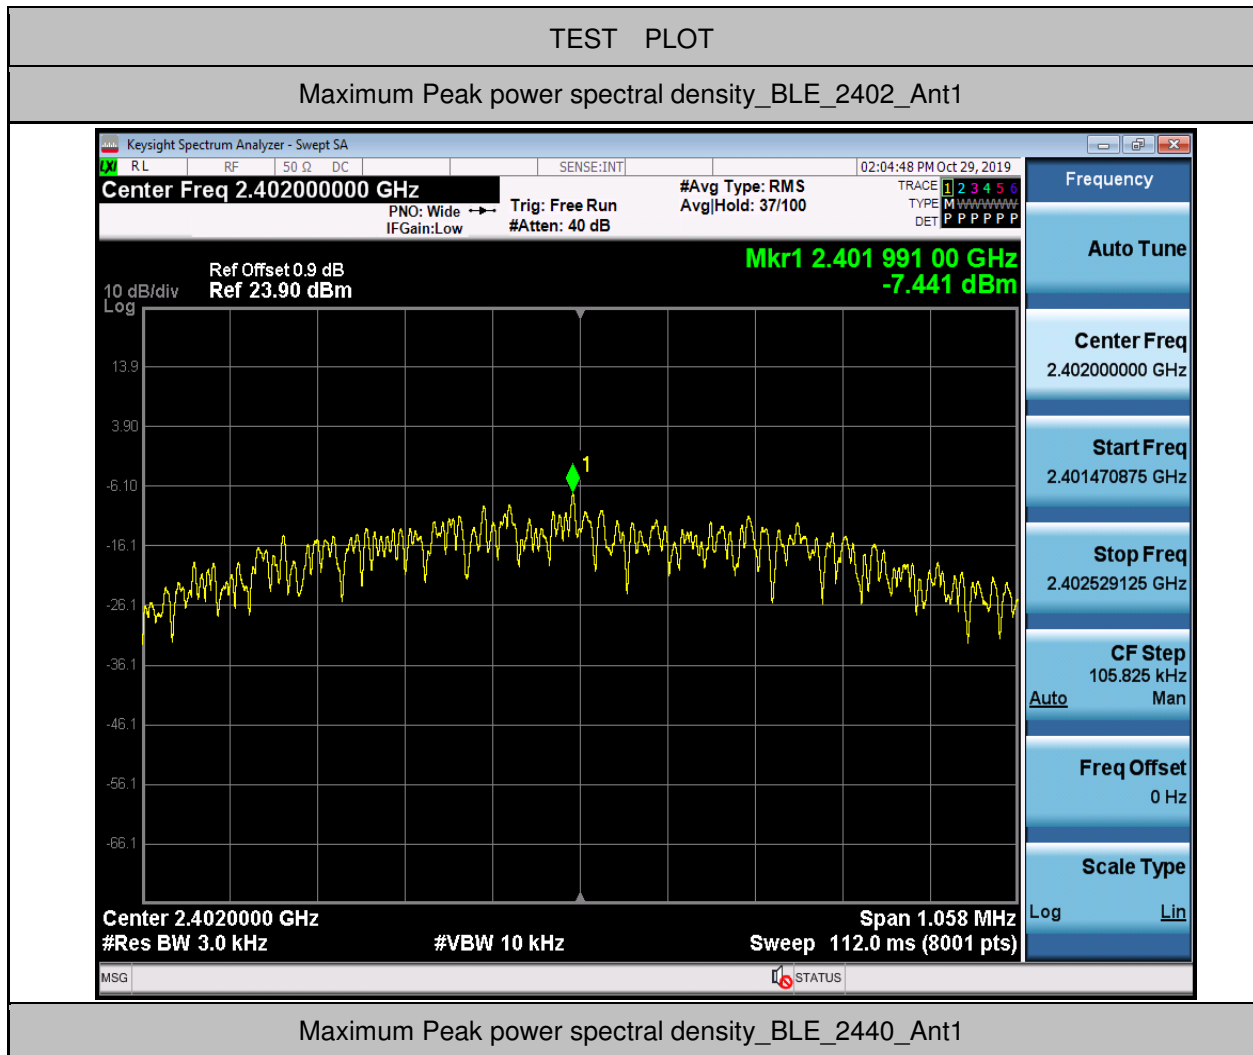 TEST PLOT
Maximum Peak power spectral density_BLE_2402_Ant1
Keysight Spectrum Analyzer - Swept SA
LXI RL RF 50 Ω DC SENSE:INT 02:04:48 PM Oct 29, 2019
Center Freq 2.402000000 GHz
PNO: Wide
IFGain:Low
Trig: Free Run
#Atten: 40 dB
#Avg Type: RMS
Avg|Hold: 37/100
TRACE 1 2 3 4 5 6
TYPE M WWWWW
DET P P P P P P
Mkr1 2.401 991 00 GHz
-7.441 dBm
Ref Offset 0.9 dB
10 dB/div Ref 23.90 dBm
Log
13.9
3.90
1
-6.10
-16.1
-26.1
-36.1
-46.1
-56.1
-66.1
Center 2.4020000 GHz Span 1.058 MHz
#Res BW 3.0 kHz #VBW 10 kHz Sweep 112.0 ms (8001 pts)
MSG STATUS
Frequency
Auto Tune
Center Freq
2.402000000 GHz
Start Freq
2.401470875 GHz
Stop Freq
2.402529125 GHz
CF Step
105.825 kHz
Auto Man
Freq Offset
0 Hz
Scale Type
Log Lin
Maximum Peak power spectral density_BLE_2440_Ant1